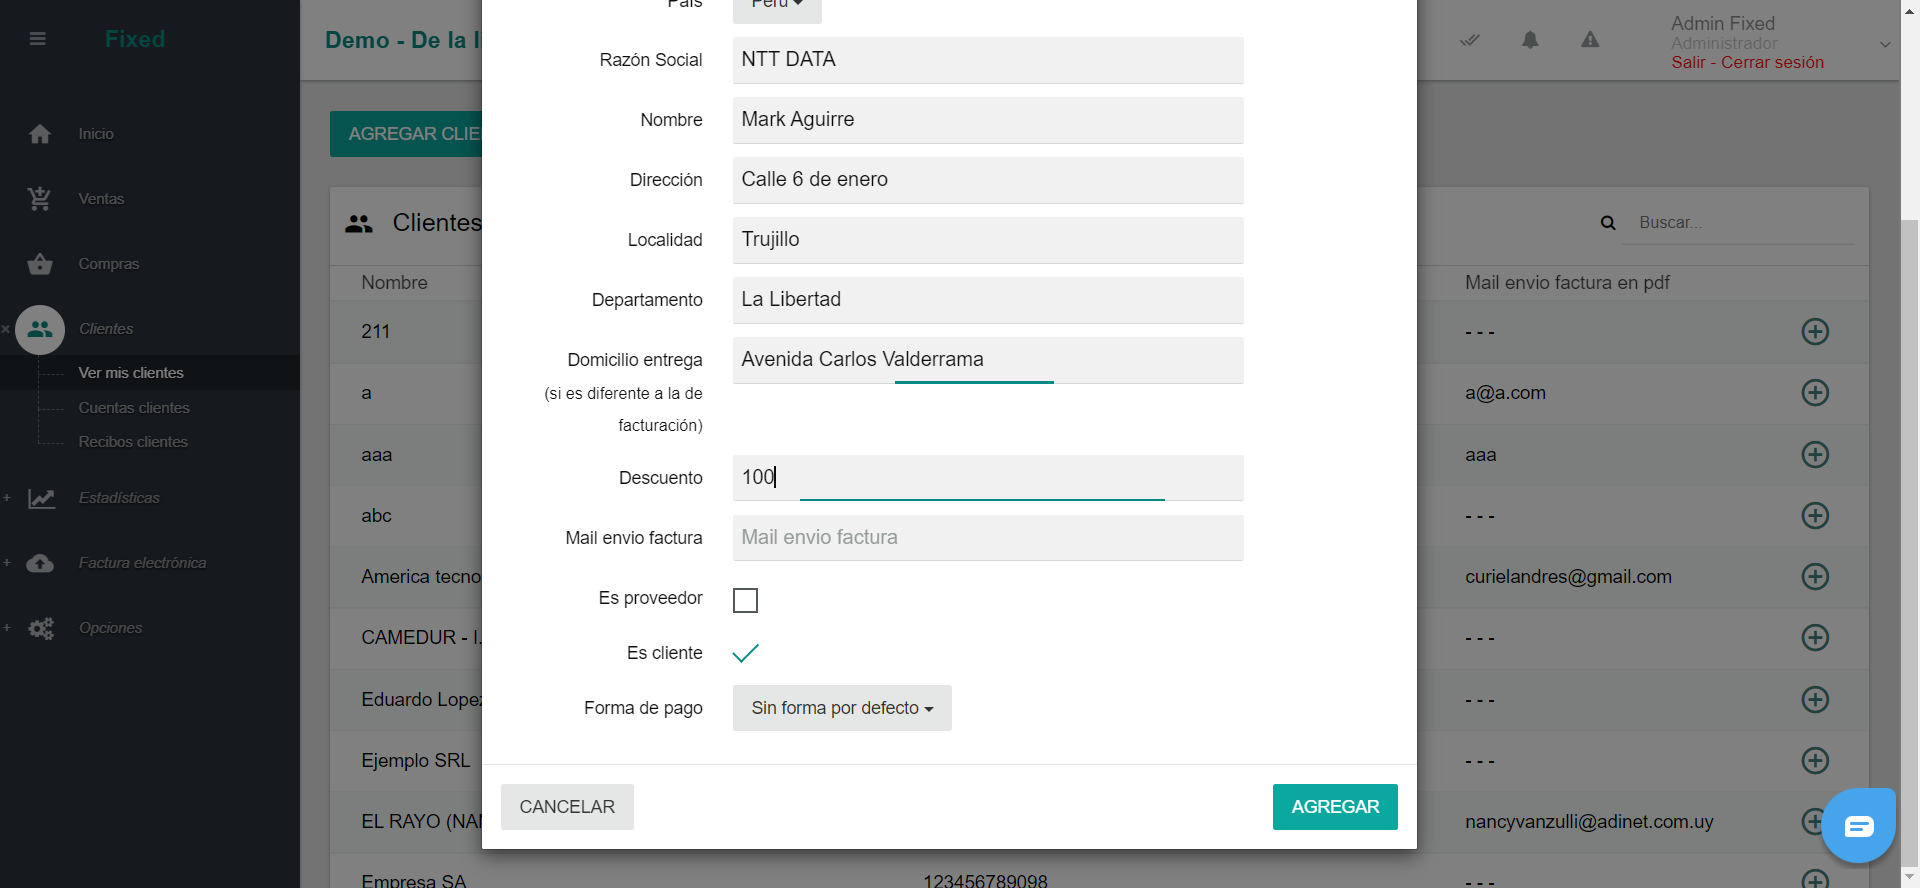 Fixed
Demo - De la l
Admin Fixed
Administrador
Salir - Cerrar sesión
Inicio
Ventas
Compras
Clientes
Ver mis clientes
Cuentas clientes
Recibos clientes
Estadísticas
Factura electrónica
Opciones
AGREGAR CLIE
Clientes
Buscar...
Nombre
Mail envio factura en pdf
211
- - -
a
a@a.com
aaa
aaa
abc
- - -
America tecno
curielandres@gmail.com
CAMEDUR - I.
- - -
Eduardo Lopez
- - -
Ejemplo SRL
- - -
EL RAYO (NAN
nancyvanzulli@adinet.com.uy
Empresa SA
123456789098
- - -
País
Perú
Razón Social
NTT DATA
Nombre
Mark Aguirre
Dirección
Calle 6 de enero
Localidad
Trujillo
Departamento
La Libertad
Domicilio entrega
(si es diferente a la de
facturación)
Avenida Carlos Valderrama
Descuento
100
Mail envio factura
Mail envio factura
Es proveedor
Es cliente
Forma de pago
Sin forma por defecto
CANCELAR
AGREGAR